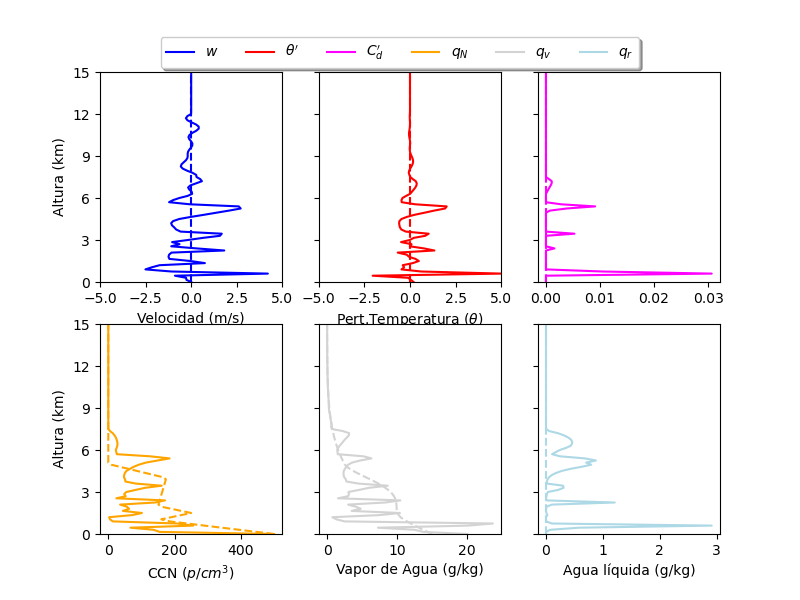 w θ′ C′d qN qv qr
15
12
9
6
3
0
Altura (km)
−5.0 −2.5 0.0 2.5 5.0
Velocidad (m/s)
−5.0 −2.5 0.0 2.5 5.0
Pert.Temperatura (θ)
0.00 0.01 0.02 0.03
15
12
9
6
3
0
Altura (km)
0 200 400
CCN (p/cm³)
0 10 20
Vapor de Agua (g/kg)
0 1 2 3
Agua líquida (g/kg)